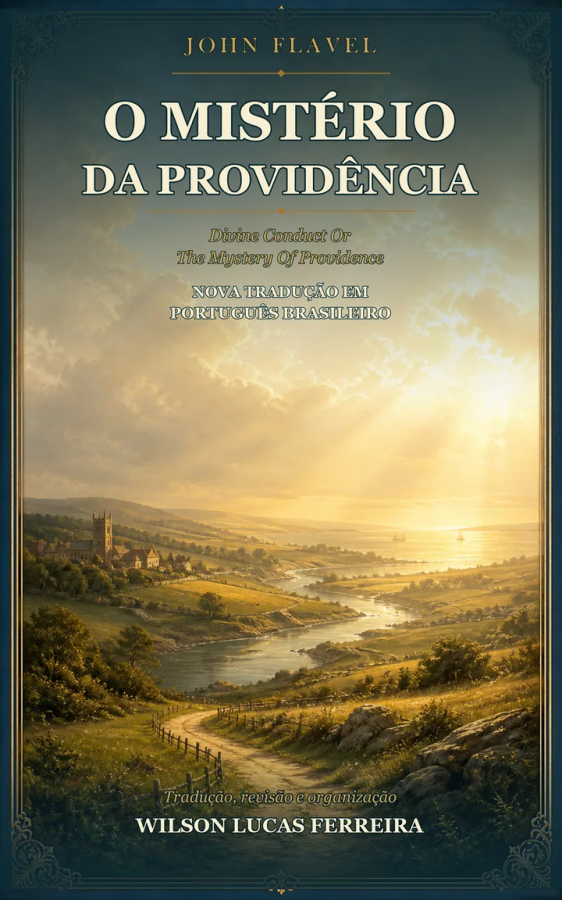 JOHN FLAVEL
O MISTÉRIO
DA PROVIDÊNCIA
Divine Conduct Or
The Mystery Of Providence
NOVA TRADUÇÃO EM
PORTUGUÊS BRASILEIRO
Tradução, revisão e organização
WILSON LUCAS FERREIRA